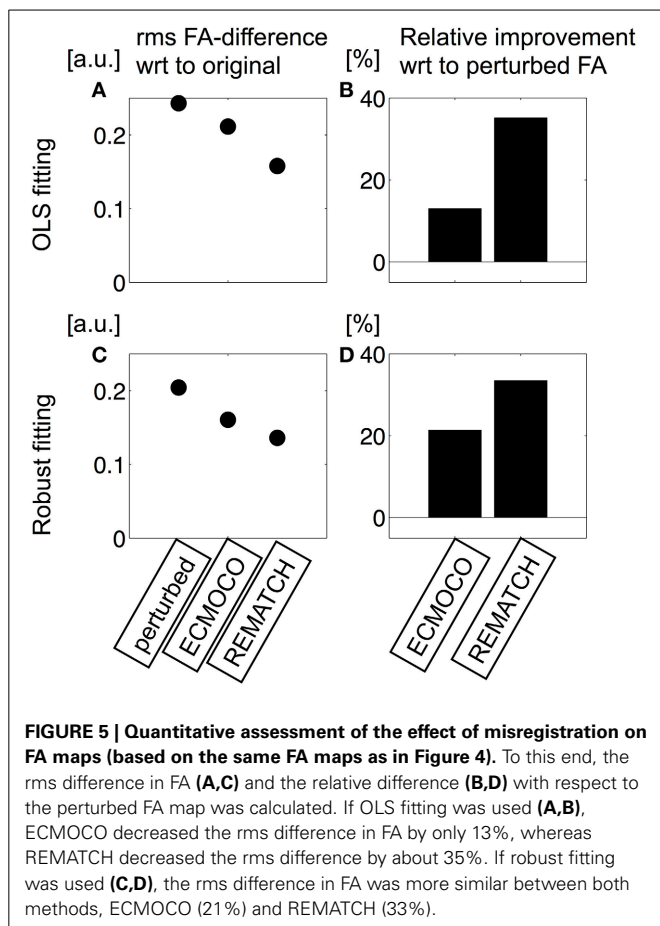 rms FA-difference
wrt to original
Relative improvement
wrt to perturbed FA
[a.u.]
[%]
A
B
OLS fitting
0.2
0.1
0
40
20
0
[a.u.]
[%]
C
D
Robust fitting
0.2
0.1
0
40
20
0
perturbed
ECMOCO
REMATCH
ECMOCO
REMATCH
FIGURE 5 | Quantitative assessment of the effect of misregistration on
FA maps (based on the same FA maps as in Figure 4). To this end, the
rms difference in FA (A,C) and the relative difference (B,D) with respect to
the perturbed FA map was calculated. If OLS fitting was used (A,B),
ECMOCO decreased the rms difference in FA by only 13%, whereas
REMATCH decreased the rms difference by about 35%. If robust fitting
was used (C,D), the rms difference in FA was more similar between both
methods, ECMOCO (21%) and REMATCH (33%).